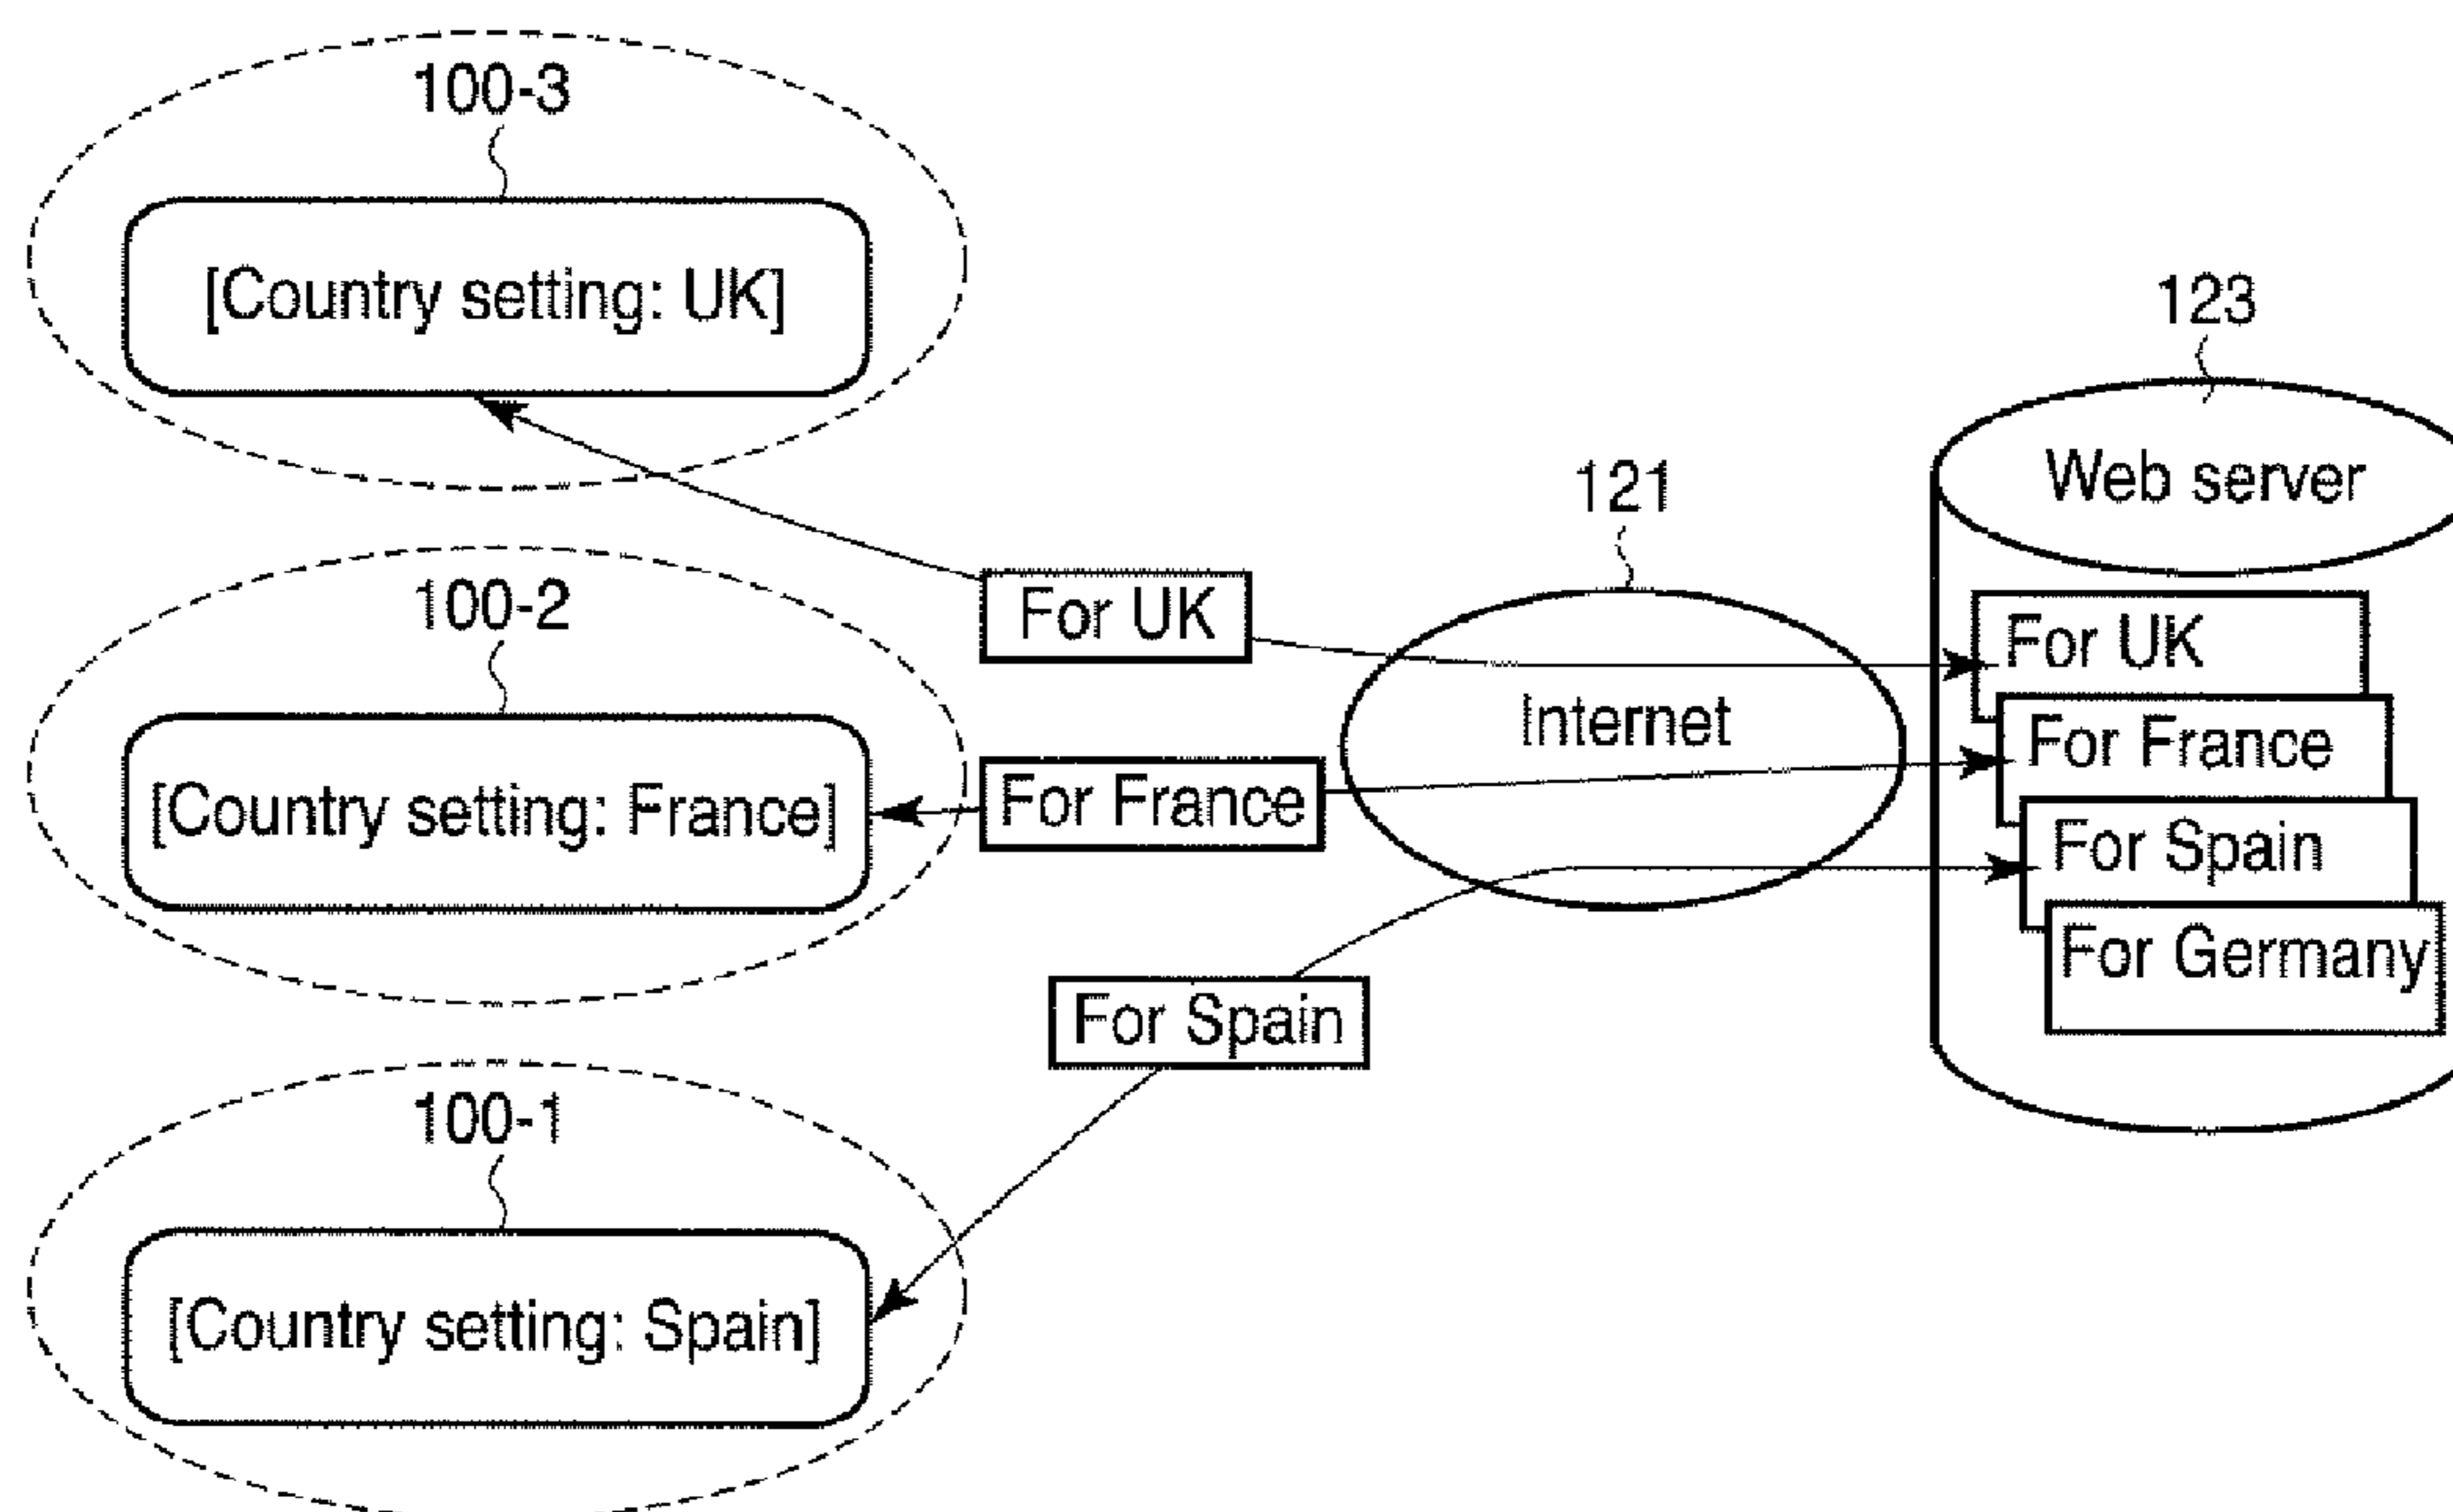 100-3
[Country setting: UK]
123
Web server
121
100-2
For UK
For UK
Internet
For France
[Country setting: France]
For France
For Spain
For Germany
For Spain
100-1
[Country setting: Spain]